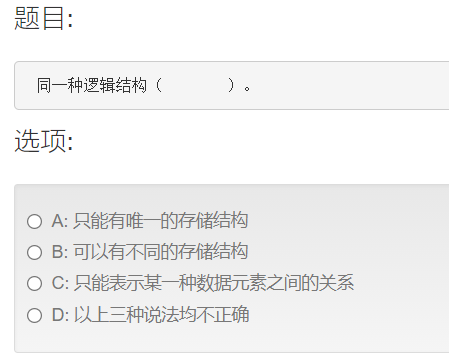 题目:
同一种逻辑结构（　　　）。
选项:
A: 只能有唯一的存储结构
B: 可以有不同的存储结构
C: 只能表示某一种数据元素之间的关系
D: 以上三种说法均不正确